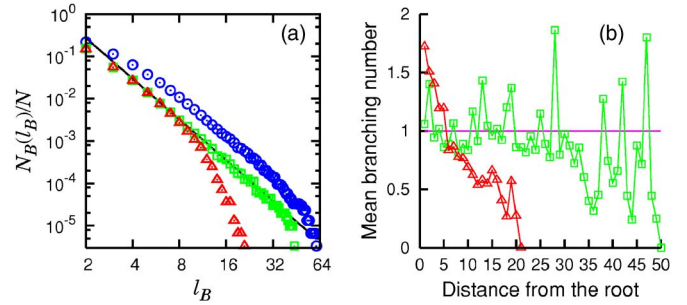 (a)
N_B(l_B)/N
10^0
10^-1
10^-2
10^-3
10^-4
10^-5
2 4 8 16 32 64
l_B
(b)
Mean branching number
2
1.5
1
0.5
0
0 5 10 15 20 25 30 35 40 45 50
Distance from the root